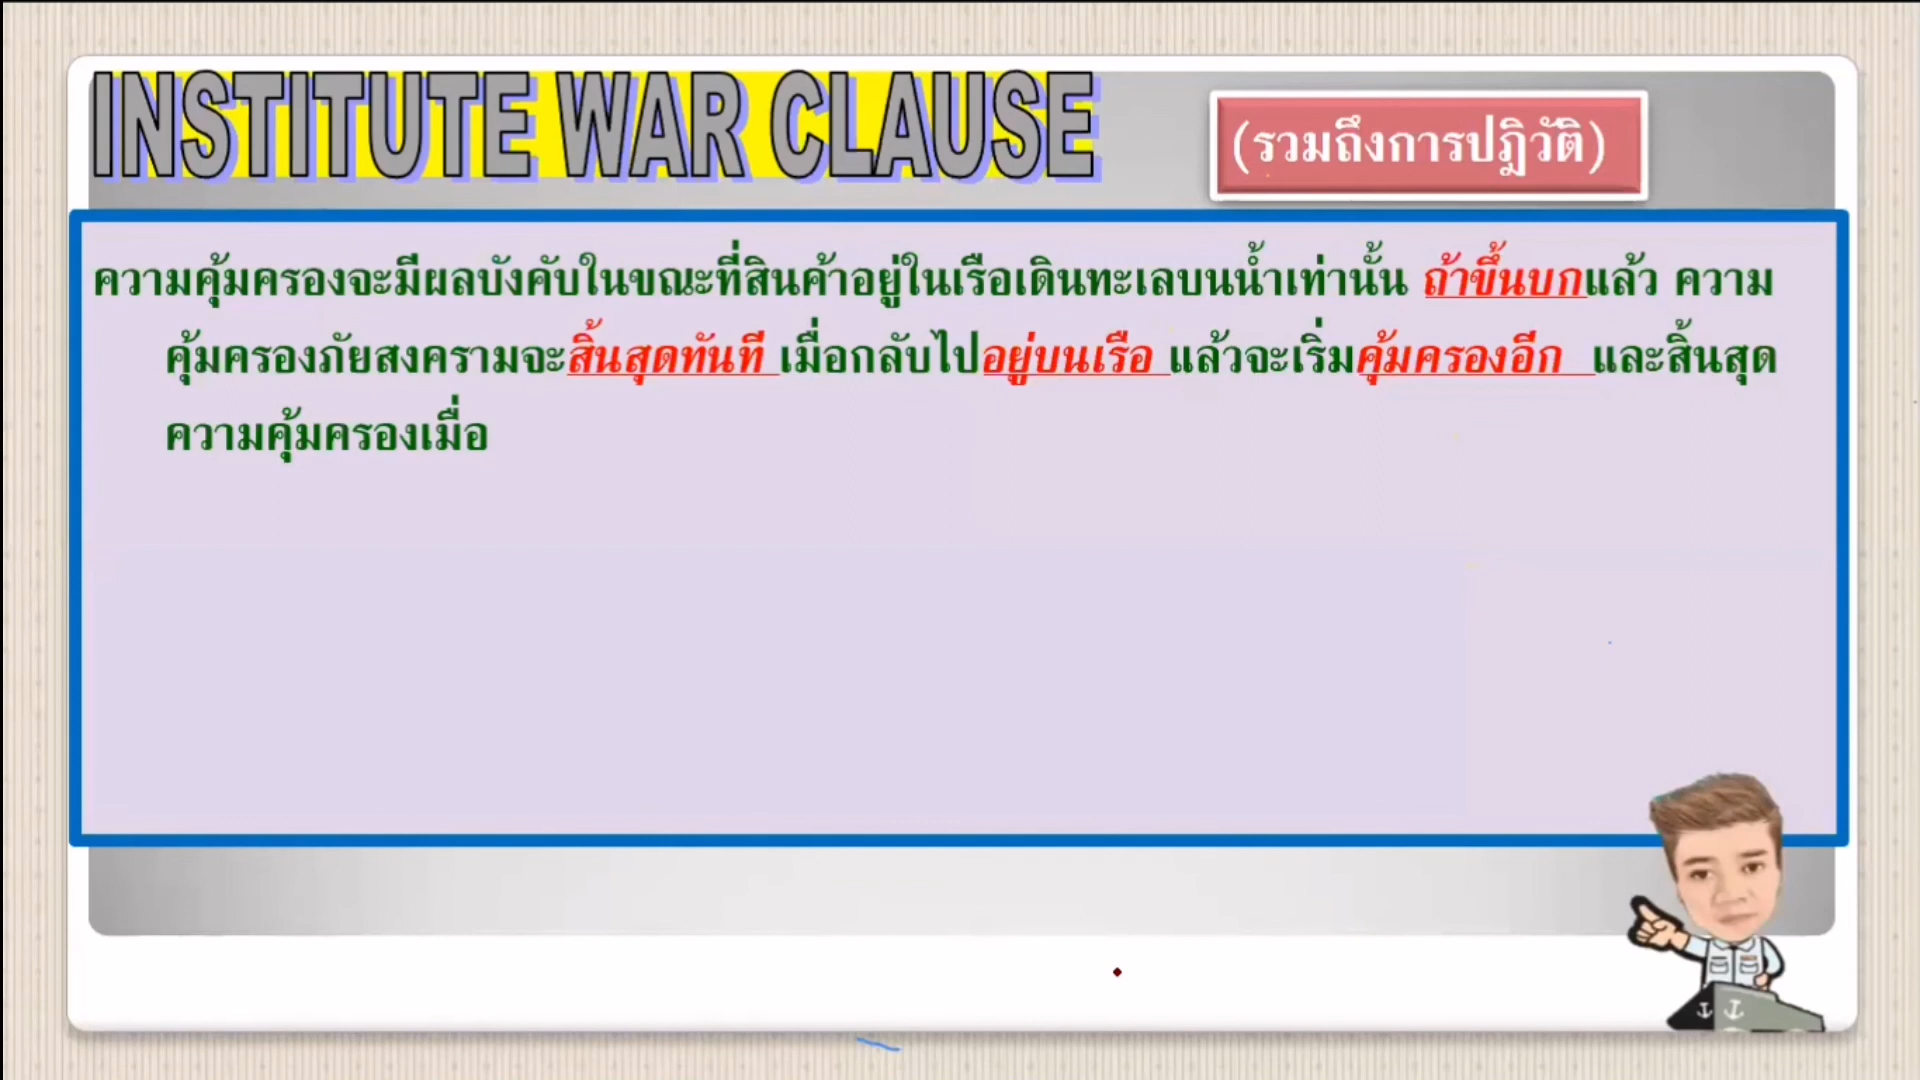 INSTITUTE WAR CLAUSE
(รวมถึงการปฎิวัติ)
ความคุ้มครองจะมีผลบังคับในขณะที่สินค้าอยู่ในเรือเดินทะเลบนน้ำเท่านั้น ถ้าขึ้นบกแล้ว ความ
คุ้มครองภัยสงครามจะสิ้นสุดทันที เมื่อกลับไปอยู่บนเรือ แล้วจะเริ่มคุ้มครองอีก และสิ้นสุด
ความคุ้มครองเมื่อ